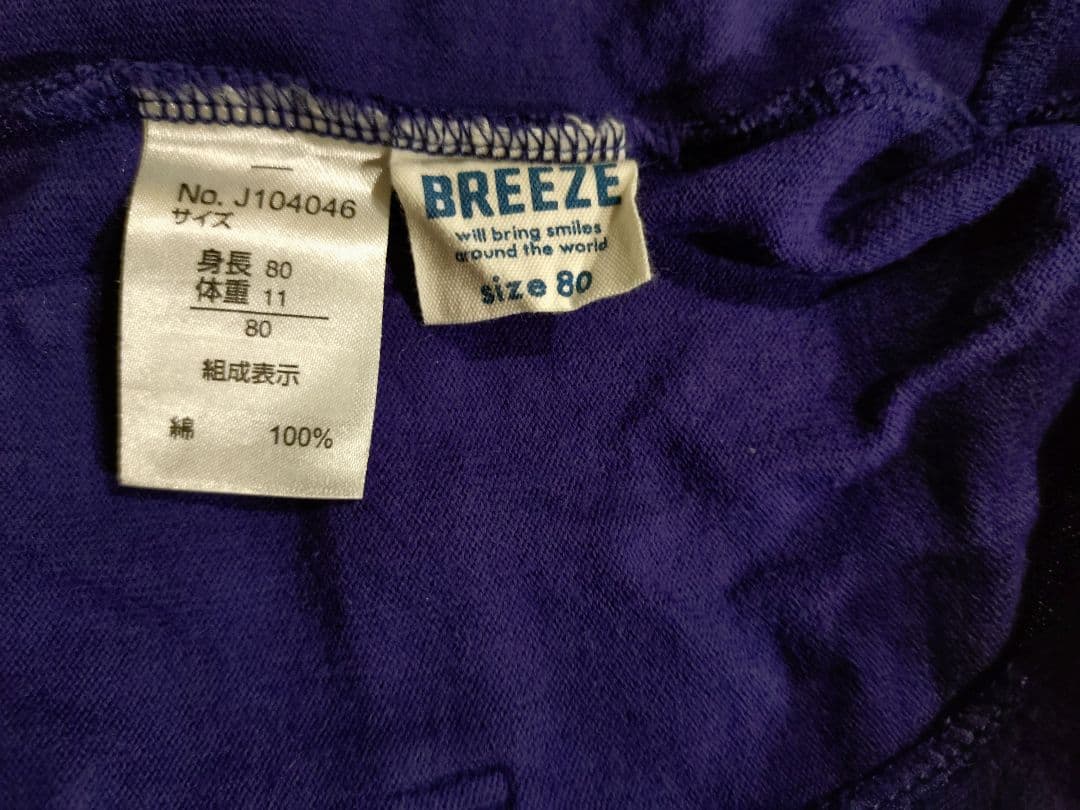 No. J104046
サイズ
身長 80
体重 11
80
組成表示
綿 100%
BREEZE
will bring smiles
around the world
size 80